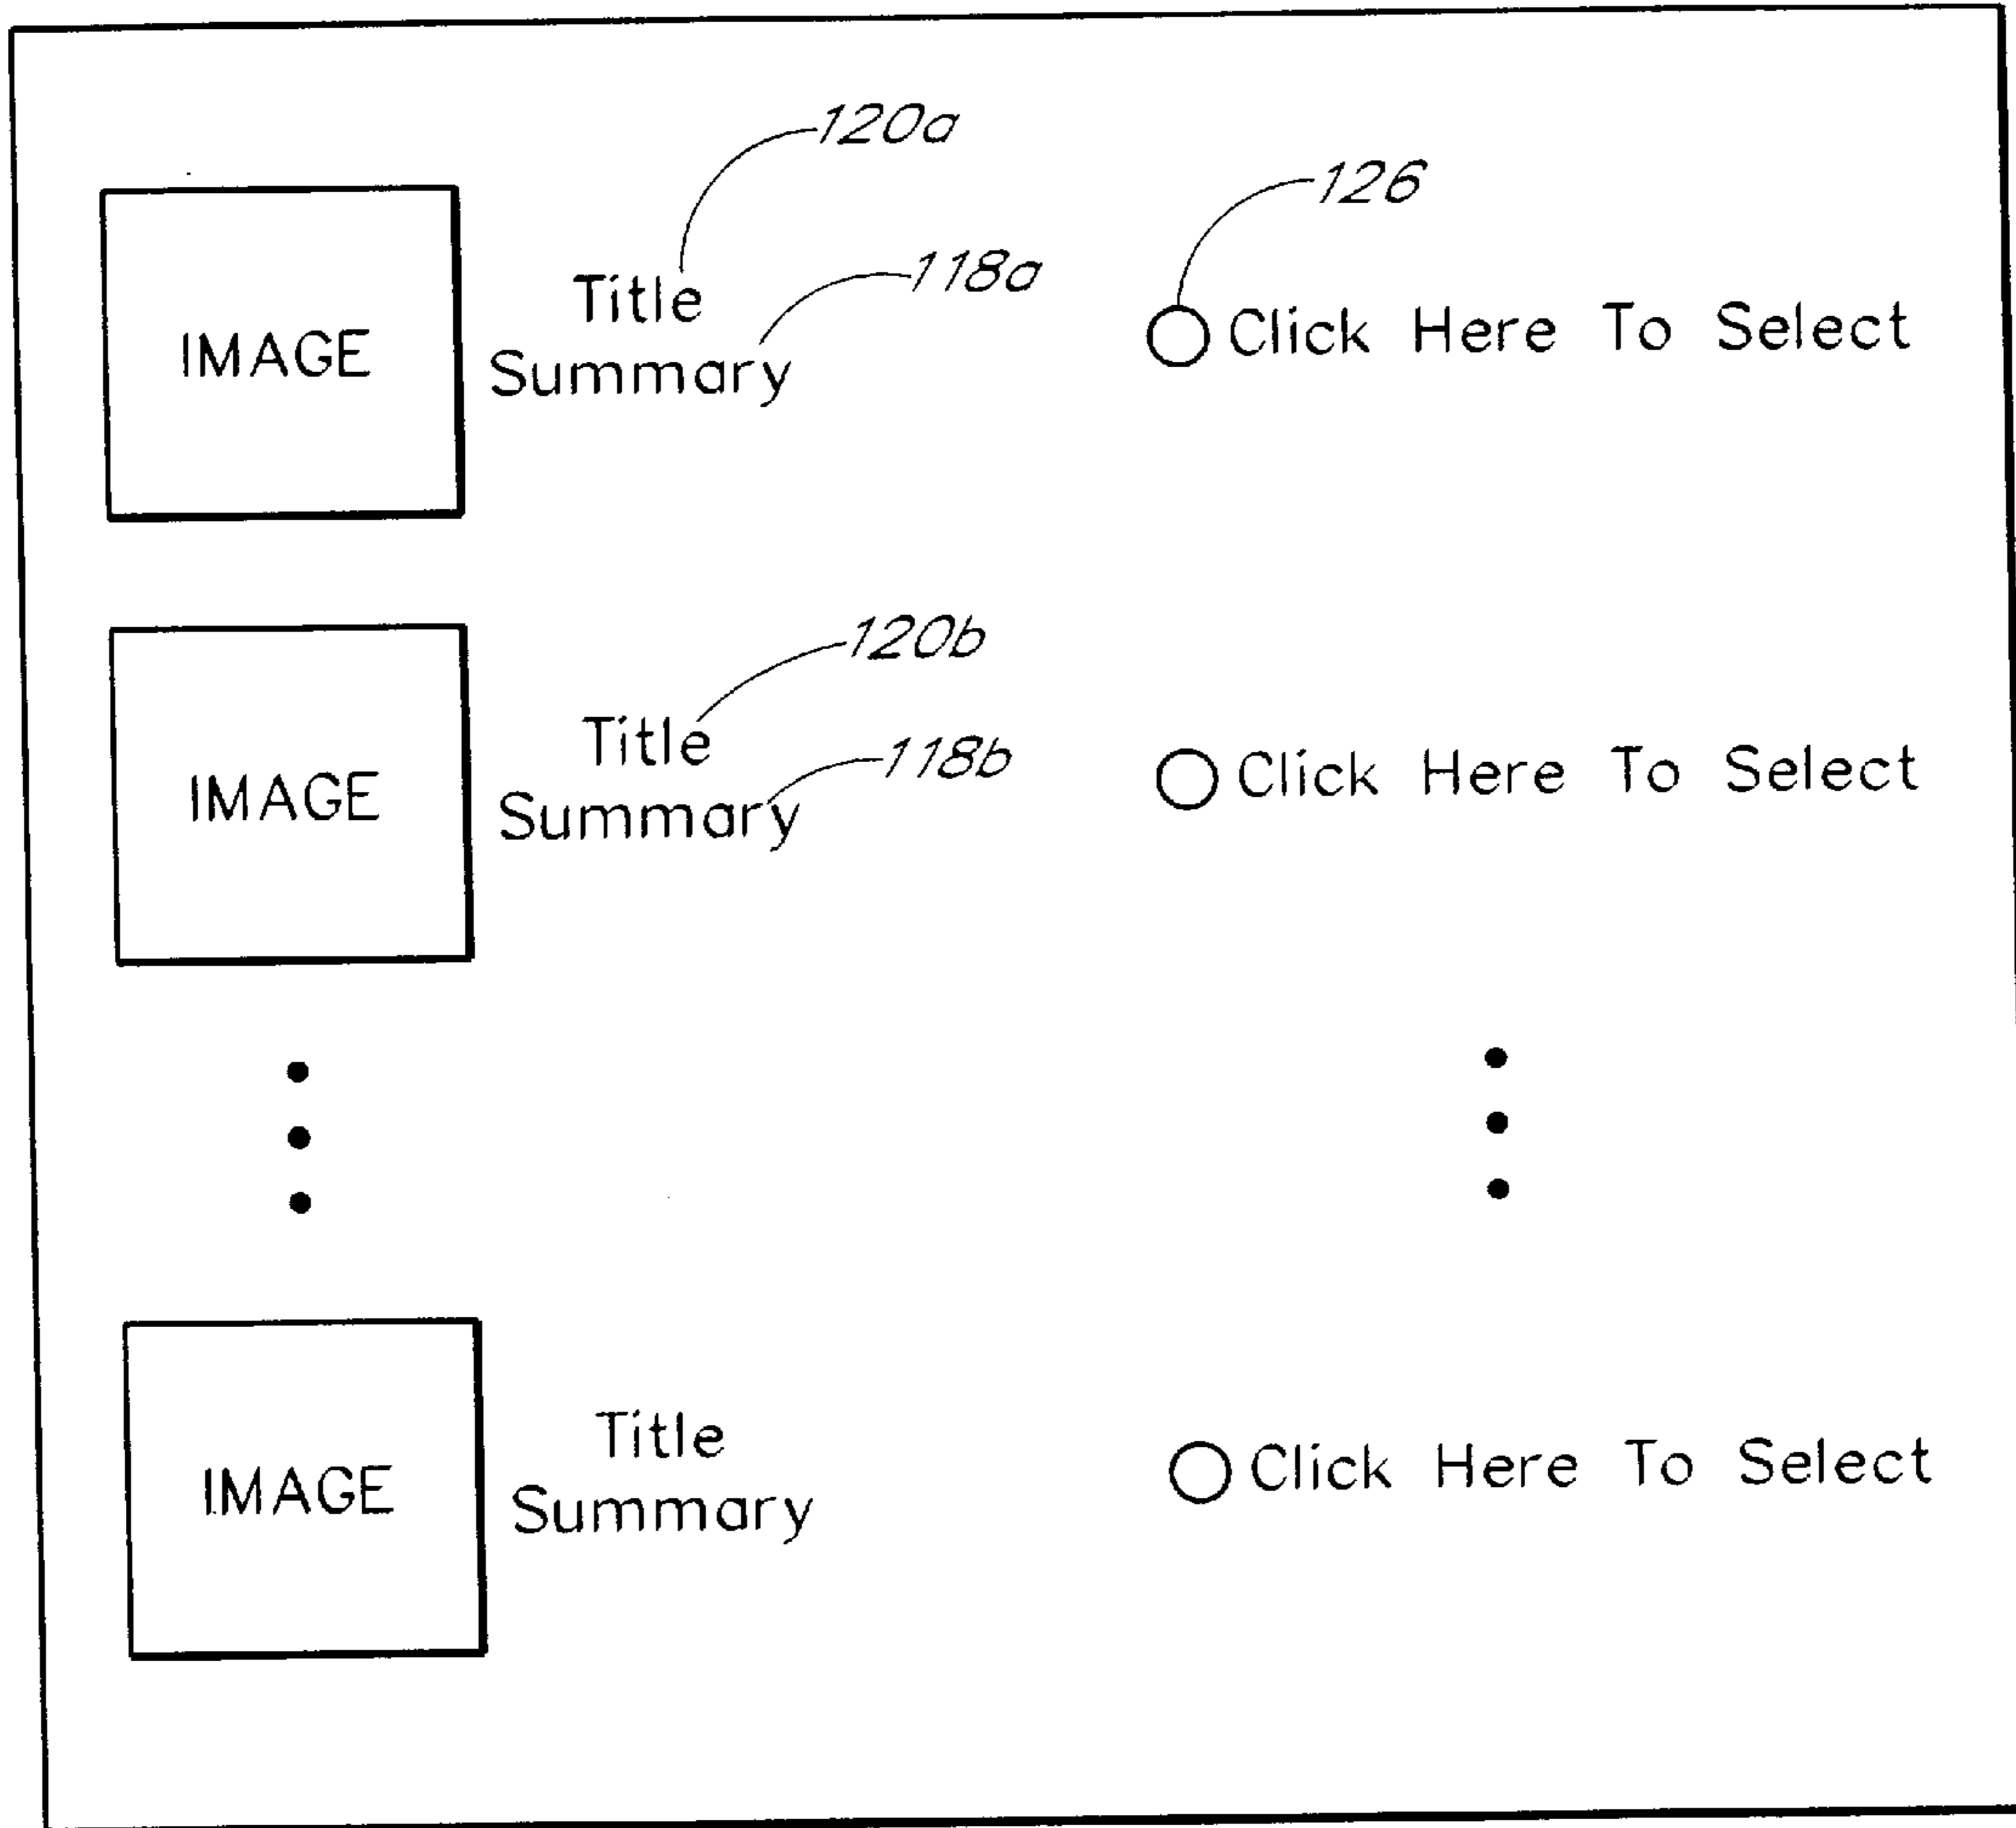 120a
126
118a
Title
Summary
IMAGE
Click Here To Select
120b
118b
Title
Summary
IMAGE
Click Here To Select
Title
Summary
IMAGE
Click Here To Select